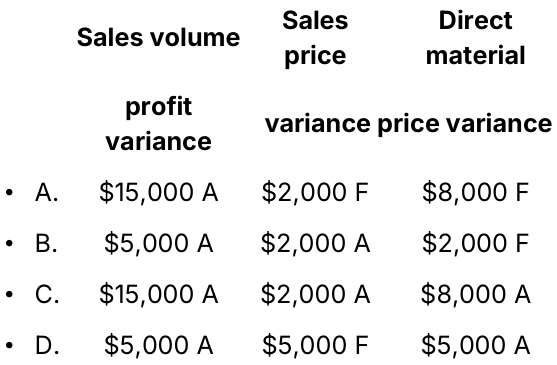 Sales volume Sales price Direct material
profit variance variance price variance
• A. $15,000 A $2,000 F $8,000 F
• B. $5,000 A $2,000 A $2,000 F
• C. $15,000 A $2,000 A $8,000 A
• D. $5,000 A $5,000 F $5,000 A